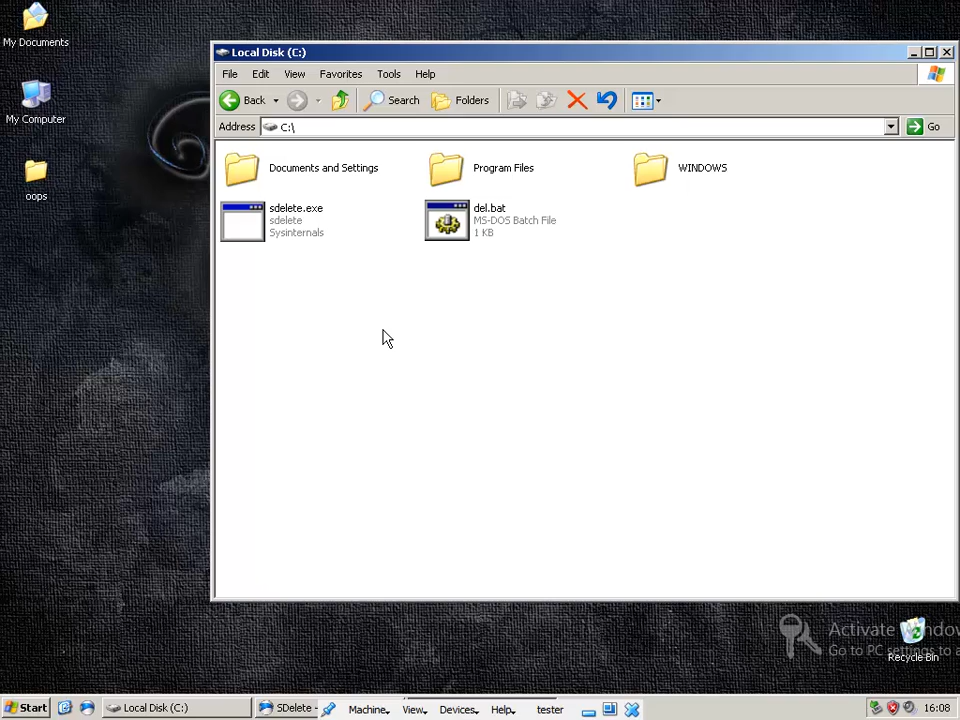 My Documents
My Computer
oops
Local Disk (C:)
File Edit View Favorites Tools Help
Back Search Folders
Address C:\ Go
Documents and Settings
Program Files
WINDOWS
sdelete.exe
sdelete
Sysinternals
del.bat
MS-DOS Batch File
1 KB
Activate Windo
Go to PC settings to a
Recycle Bin
Start Local Disk (C:) SDelete - Machine View Devices Help tester 16:08